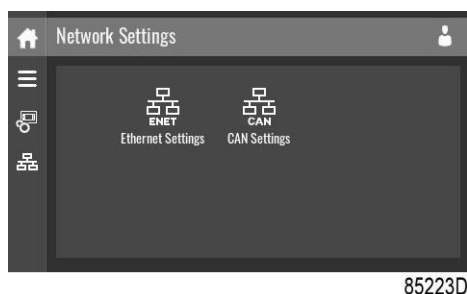 Network Settings
ENET
CAN
Ethernet Settings
CAN Settings
85223D